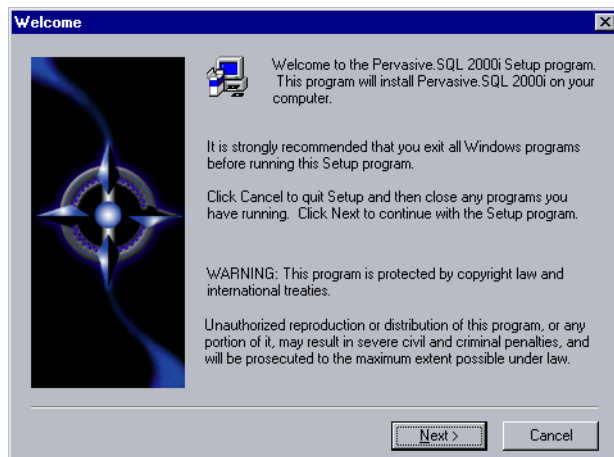 Welcome
Welcome to the Pervasive.SQL 2000i Setup program.
This program will install Pervasive.SQL 2000i on your
computer.
It is strongly recommended that you exit all Windows programs
before running this Setup program.
Click Cancel to quit Setup and then close any programs you
have running. Click Next to continue with the Setup program.
WARNING: This program is protected by copyright law and
international treaties.
Unauthorized reproduction or distribution of this program, or any
portion of it, may result in severe civil and criminal penalties, and
will be prosecuted to the maximum extent possible under law.
Next >
Cancel